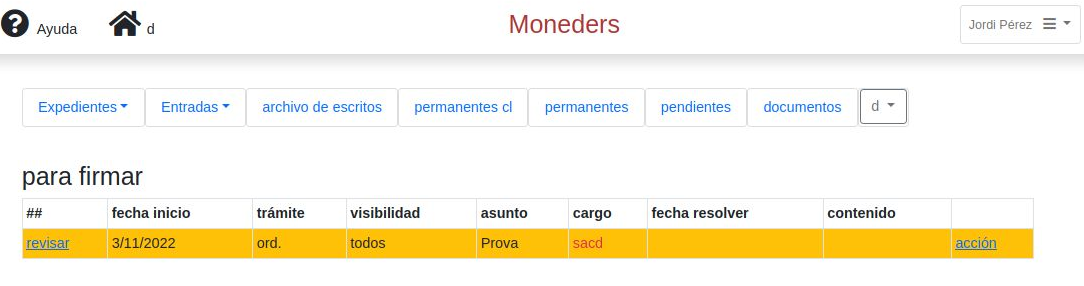 Ayuda d Moneders Jordi Pérez
Expedientes Entradas archivo de escritos permanentes cl permanentes pendientes documentos d
para firmar
## fecha inicio trámite visibilidad asunto cargo fecha resolver contenido
revisar 3/11/2022 ord. todos Prova sacd acción